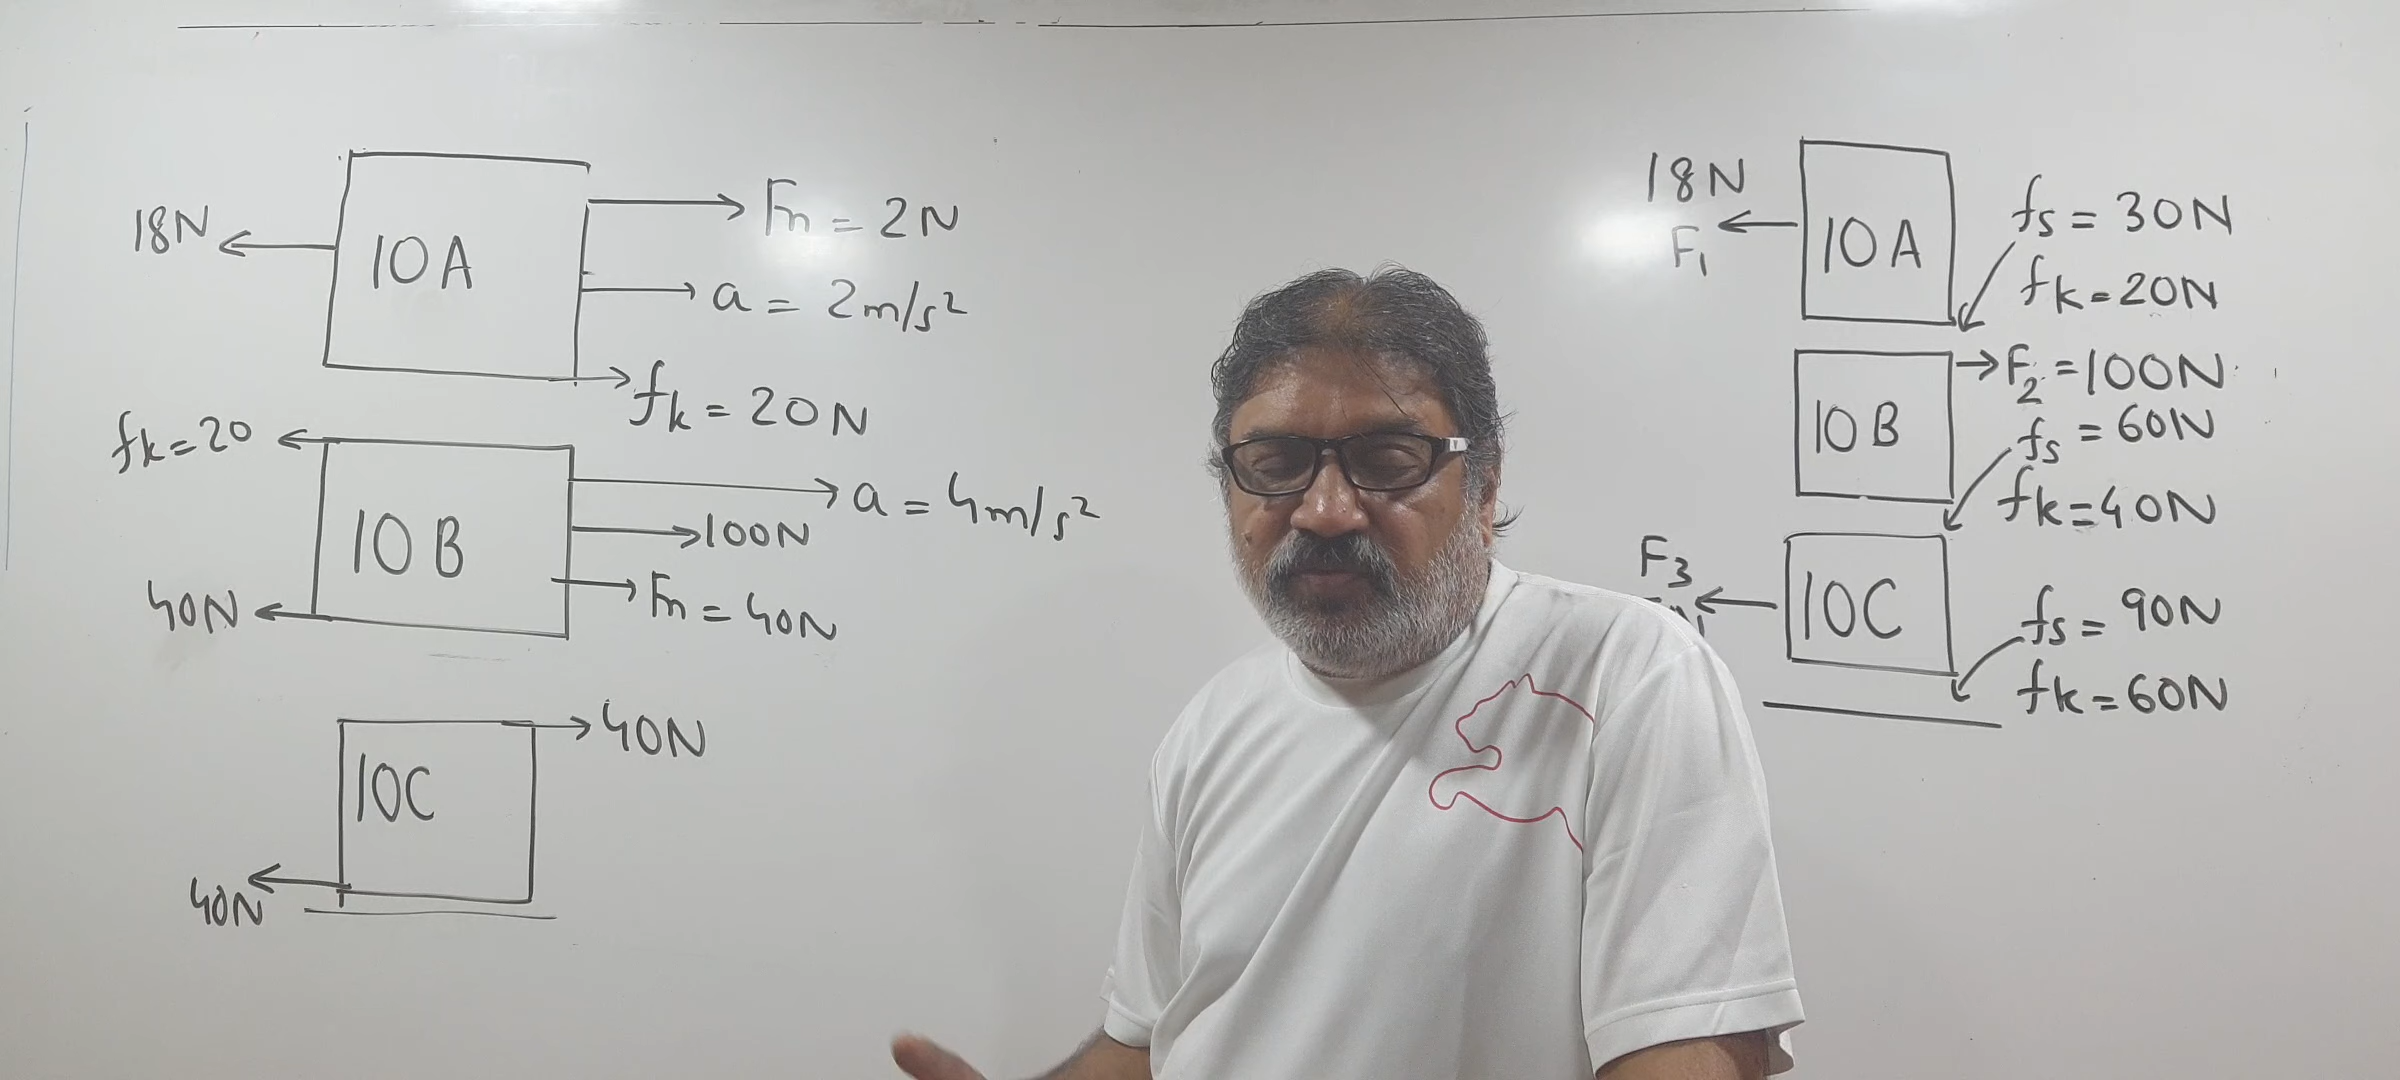 18N
10A
Fn = 2N
a = 2m/s²
fk = 20N
fk=20
10B
a = 4m/s²
100N
Fn = 40N
40N
10C
40N
40N
18N
F₁
10A
fs = 30N
fk=20N
10B
F₂ =100N
fs = 60N
fk=40N
F₃
10C
fs = 90N
fk=60N